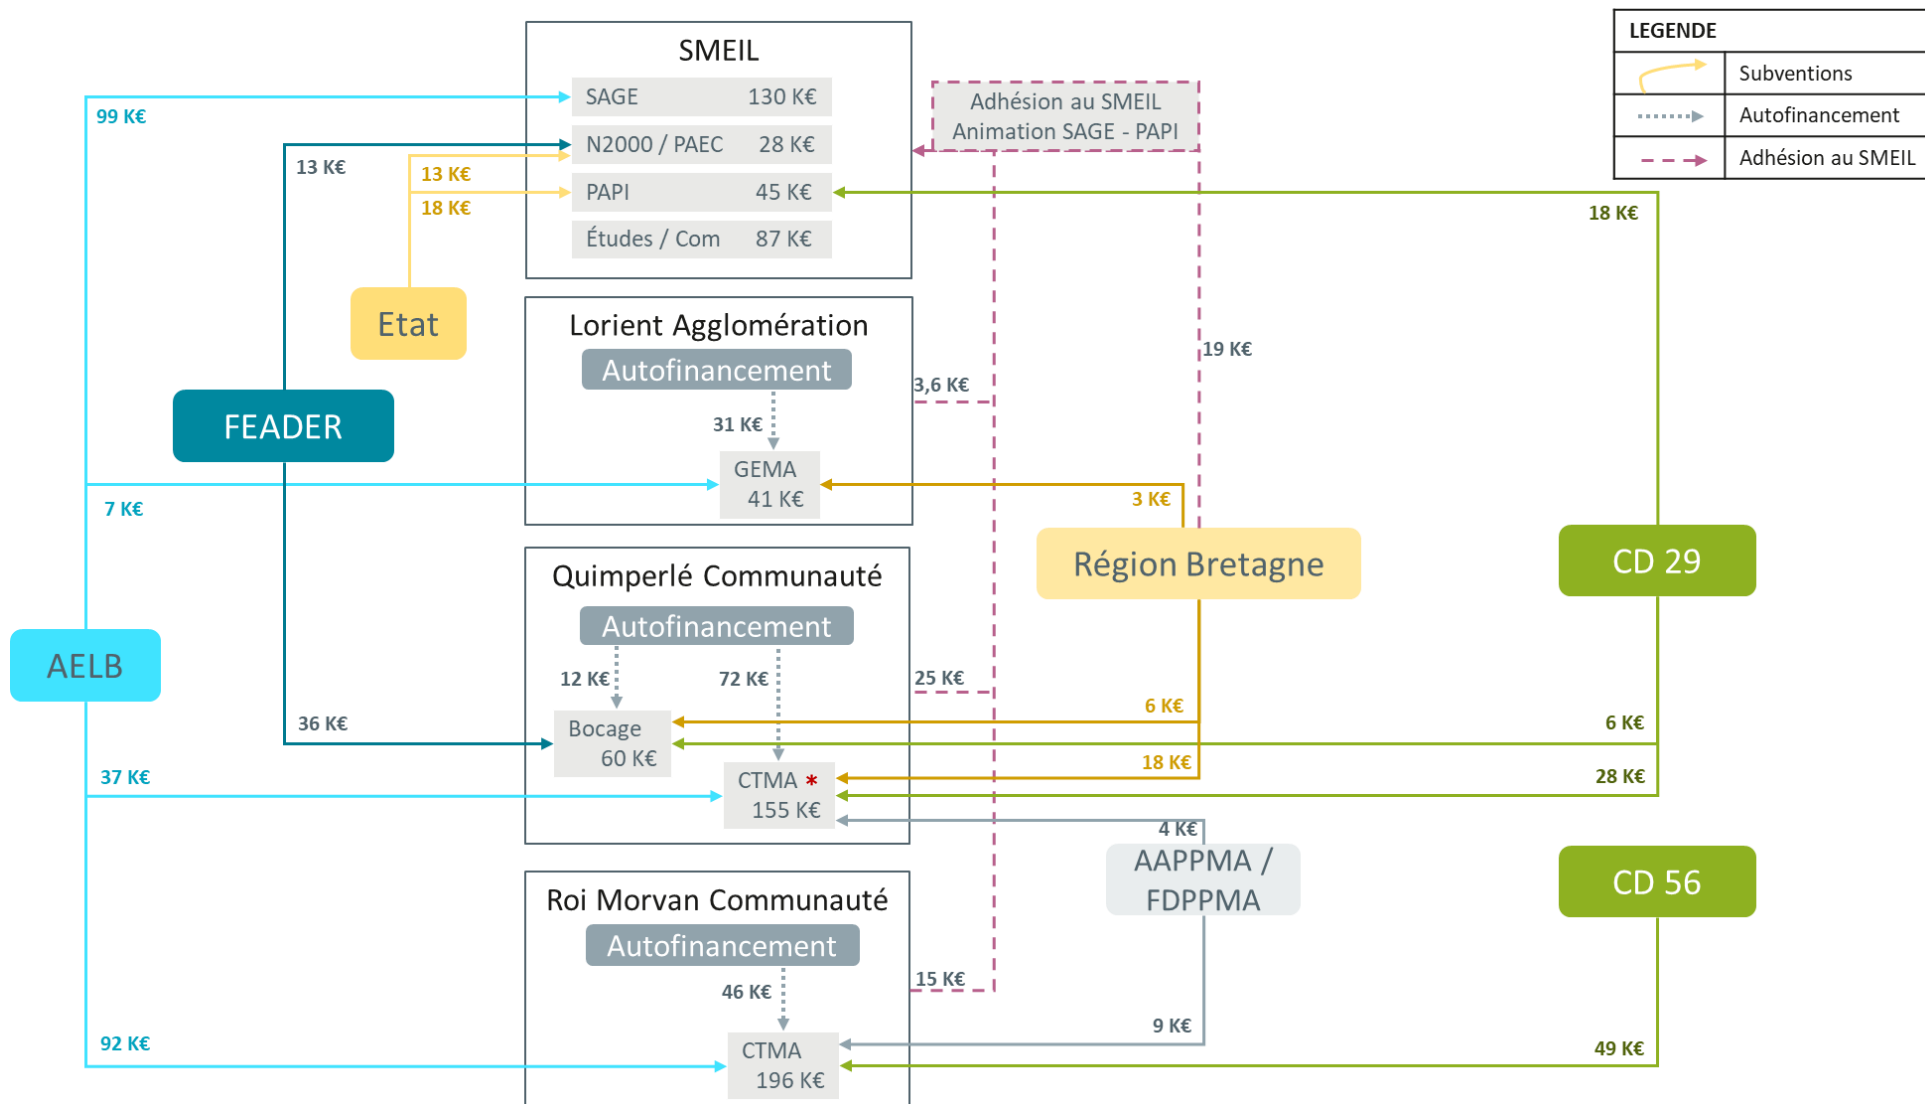 LEGENDE
Subventions
Autofinancement
Adhésion au SMEIL
SMEIL
SAGE 130 K€
N2000 / PAEC 28 K€
PAPI 45 K€
Études / Com 87 K€
Adhésion au SMEIL
Animation SAGE - PAPI
99 K€
13 K€
13 K€
18 K€
18 K€
Etat
Lorient Agglomération
Autofinancement
31 K€
GEMA
41 K€
3,6 K€
19 K€
FEADER
7 K€
3 K€
Région Bretagne
CD 29
Quimperlé Communauté
Autofinancement
12 K€
72 K€
25 K€
AELB
36 K€
Bocage
60 K€
6 K€
6 K€
37 K€
CTMA *
155 K€
18 K€
28 K€
4 K€
AAPPMA /
FDPPMA
CD 56
Roi Morvan Communauté
Autofinancement
46 K€
15 K€
92 K€
CTMA
196 K€
9 K€
49 K€